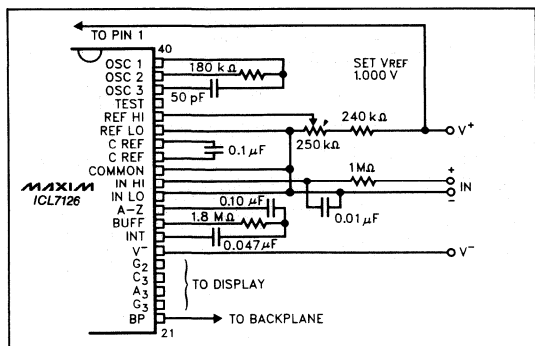 TO PIN 1
40
OSC 1
180 kΩ
OSC 2
OSC 3
50 pF
TEST
SET VREF
1.000 V
REF HI
240 kΩ
REF LO
250 kΩ
V+
C REF
0.1 μF
C REF
COMMON
1MΩ
+
IN HI
IN
IN LO
−
MAXIM
ICL7126
0.10 μF
0.01 μF
A-Z
1.8 MΩ
BUFF
INT
0.047μF
V−
V−
G2
C3
TO DISPLAY
A3
G3
BP
TO BACKPLANE
21